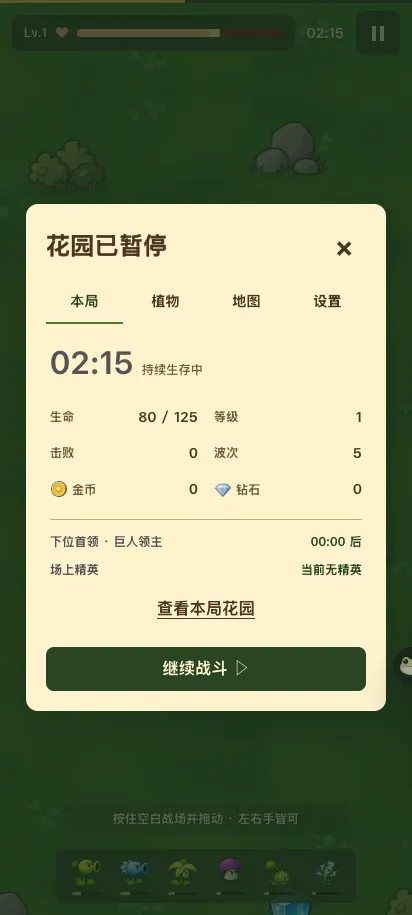 Lv.1
02:15
花园已暂停
×
本局 植物 地图 设置
02:15 持续生存中
生命 80 / 125 等级 1
击败 0 波次 5
金币 0 钻石 0
下位首领 · 巨人领主 00:00 后
场上精英 当前无精英
查看本局花园
继续战斗 ▷
按住空白战场并拖动 · 左右手皆可